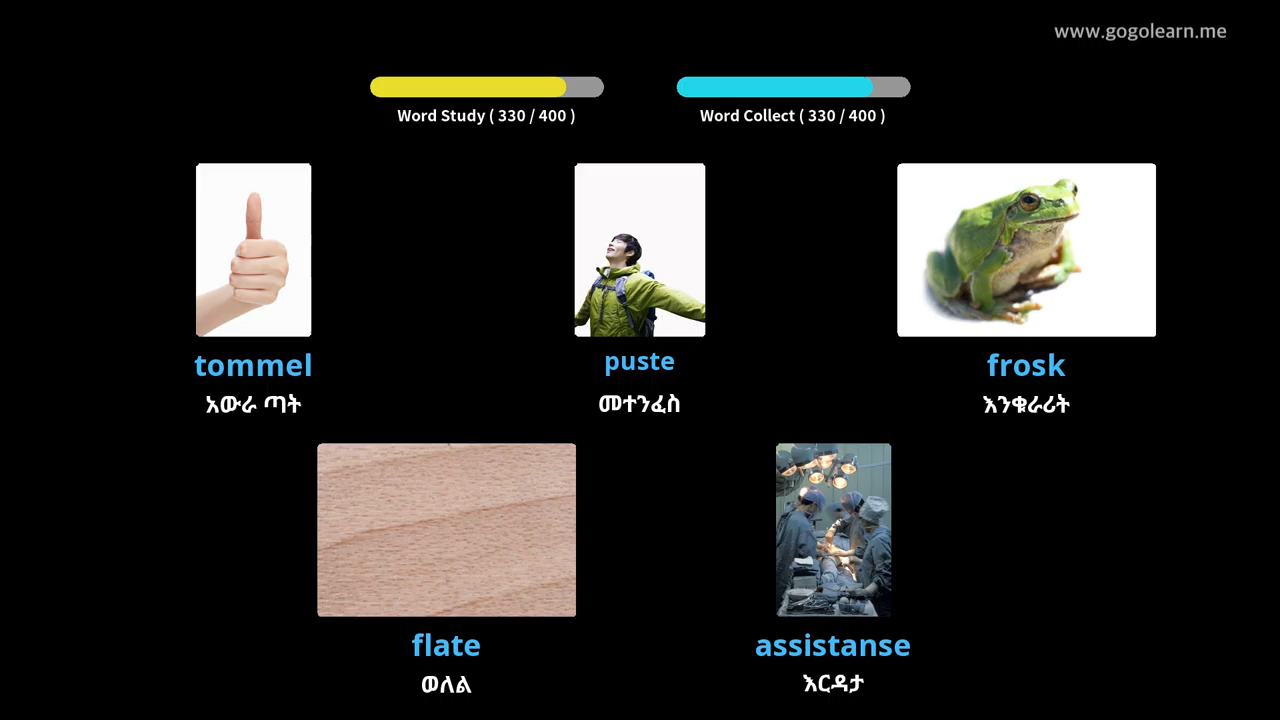 www.gogolearn.me
Word Study ( 330 / 400 )
Word Collect ( 330 / 400 )
tommel
አውራ ጣት
puste
መተንፈስ
frosk
እንቁራሪት
flate
ወለል
assistanse
እርዳታ